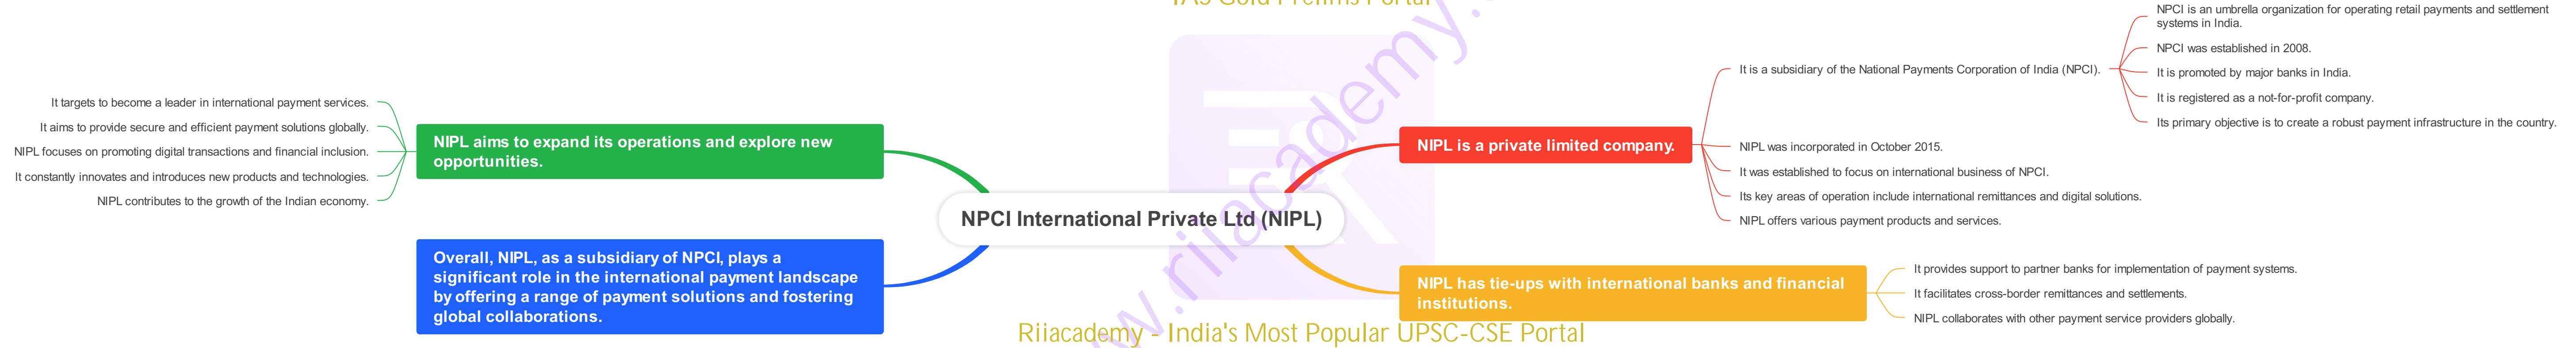 IAS Gold Prelims Portal
NPCI International Private Ltd (NIPL)
NIPL is a private limited company.
It is a subsidiary of the National Payments Corporation of India (NPCI).
NPCI is an umbrella organization for operating retail payments and settlement
systems in India.
NPCI was established in 2008.
It is promoted by major banks in India.
It is registered as a not-for-profit company.
Its primary objective is to create a robust payment infrastructure in the country.
NIPL was incorporated in October 2015.
It was established to focus on international business of NPCI.
Its key areas of operation include international remittances and digital solutions.
NIPL offers various payment products and services.
NIPL has tie-ups with international banks and financial
institutions.
It provides support to partner banks for implementation of payment systems.
It facilitates cross-border remittances and settlements.
NIPL collaborates with other payment service providers globally.
NIPL aims to expand its operations and explore new
opportunities.
It targets to become a leader in international payment services.
It aims to provide secure and efficient payment solutions globally.
NIPL focuses on promoting digital transactions and financial inclusion.
It constantly innovates and introduces new products and technologies.
NIPL contributes to the growth of the Indian economy.
Overall, NIPL, as a subsidiary of NPCI, plays a
significant role in the international payment landscape
by offering a range of payment solutions and fostering
global collaborations.
Riiacademy - India's Most Popular UPSC-CSE Portal